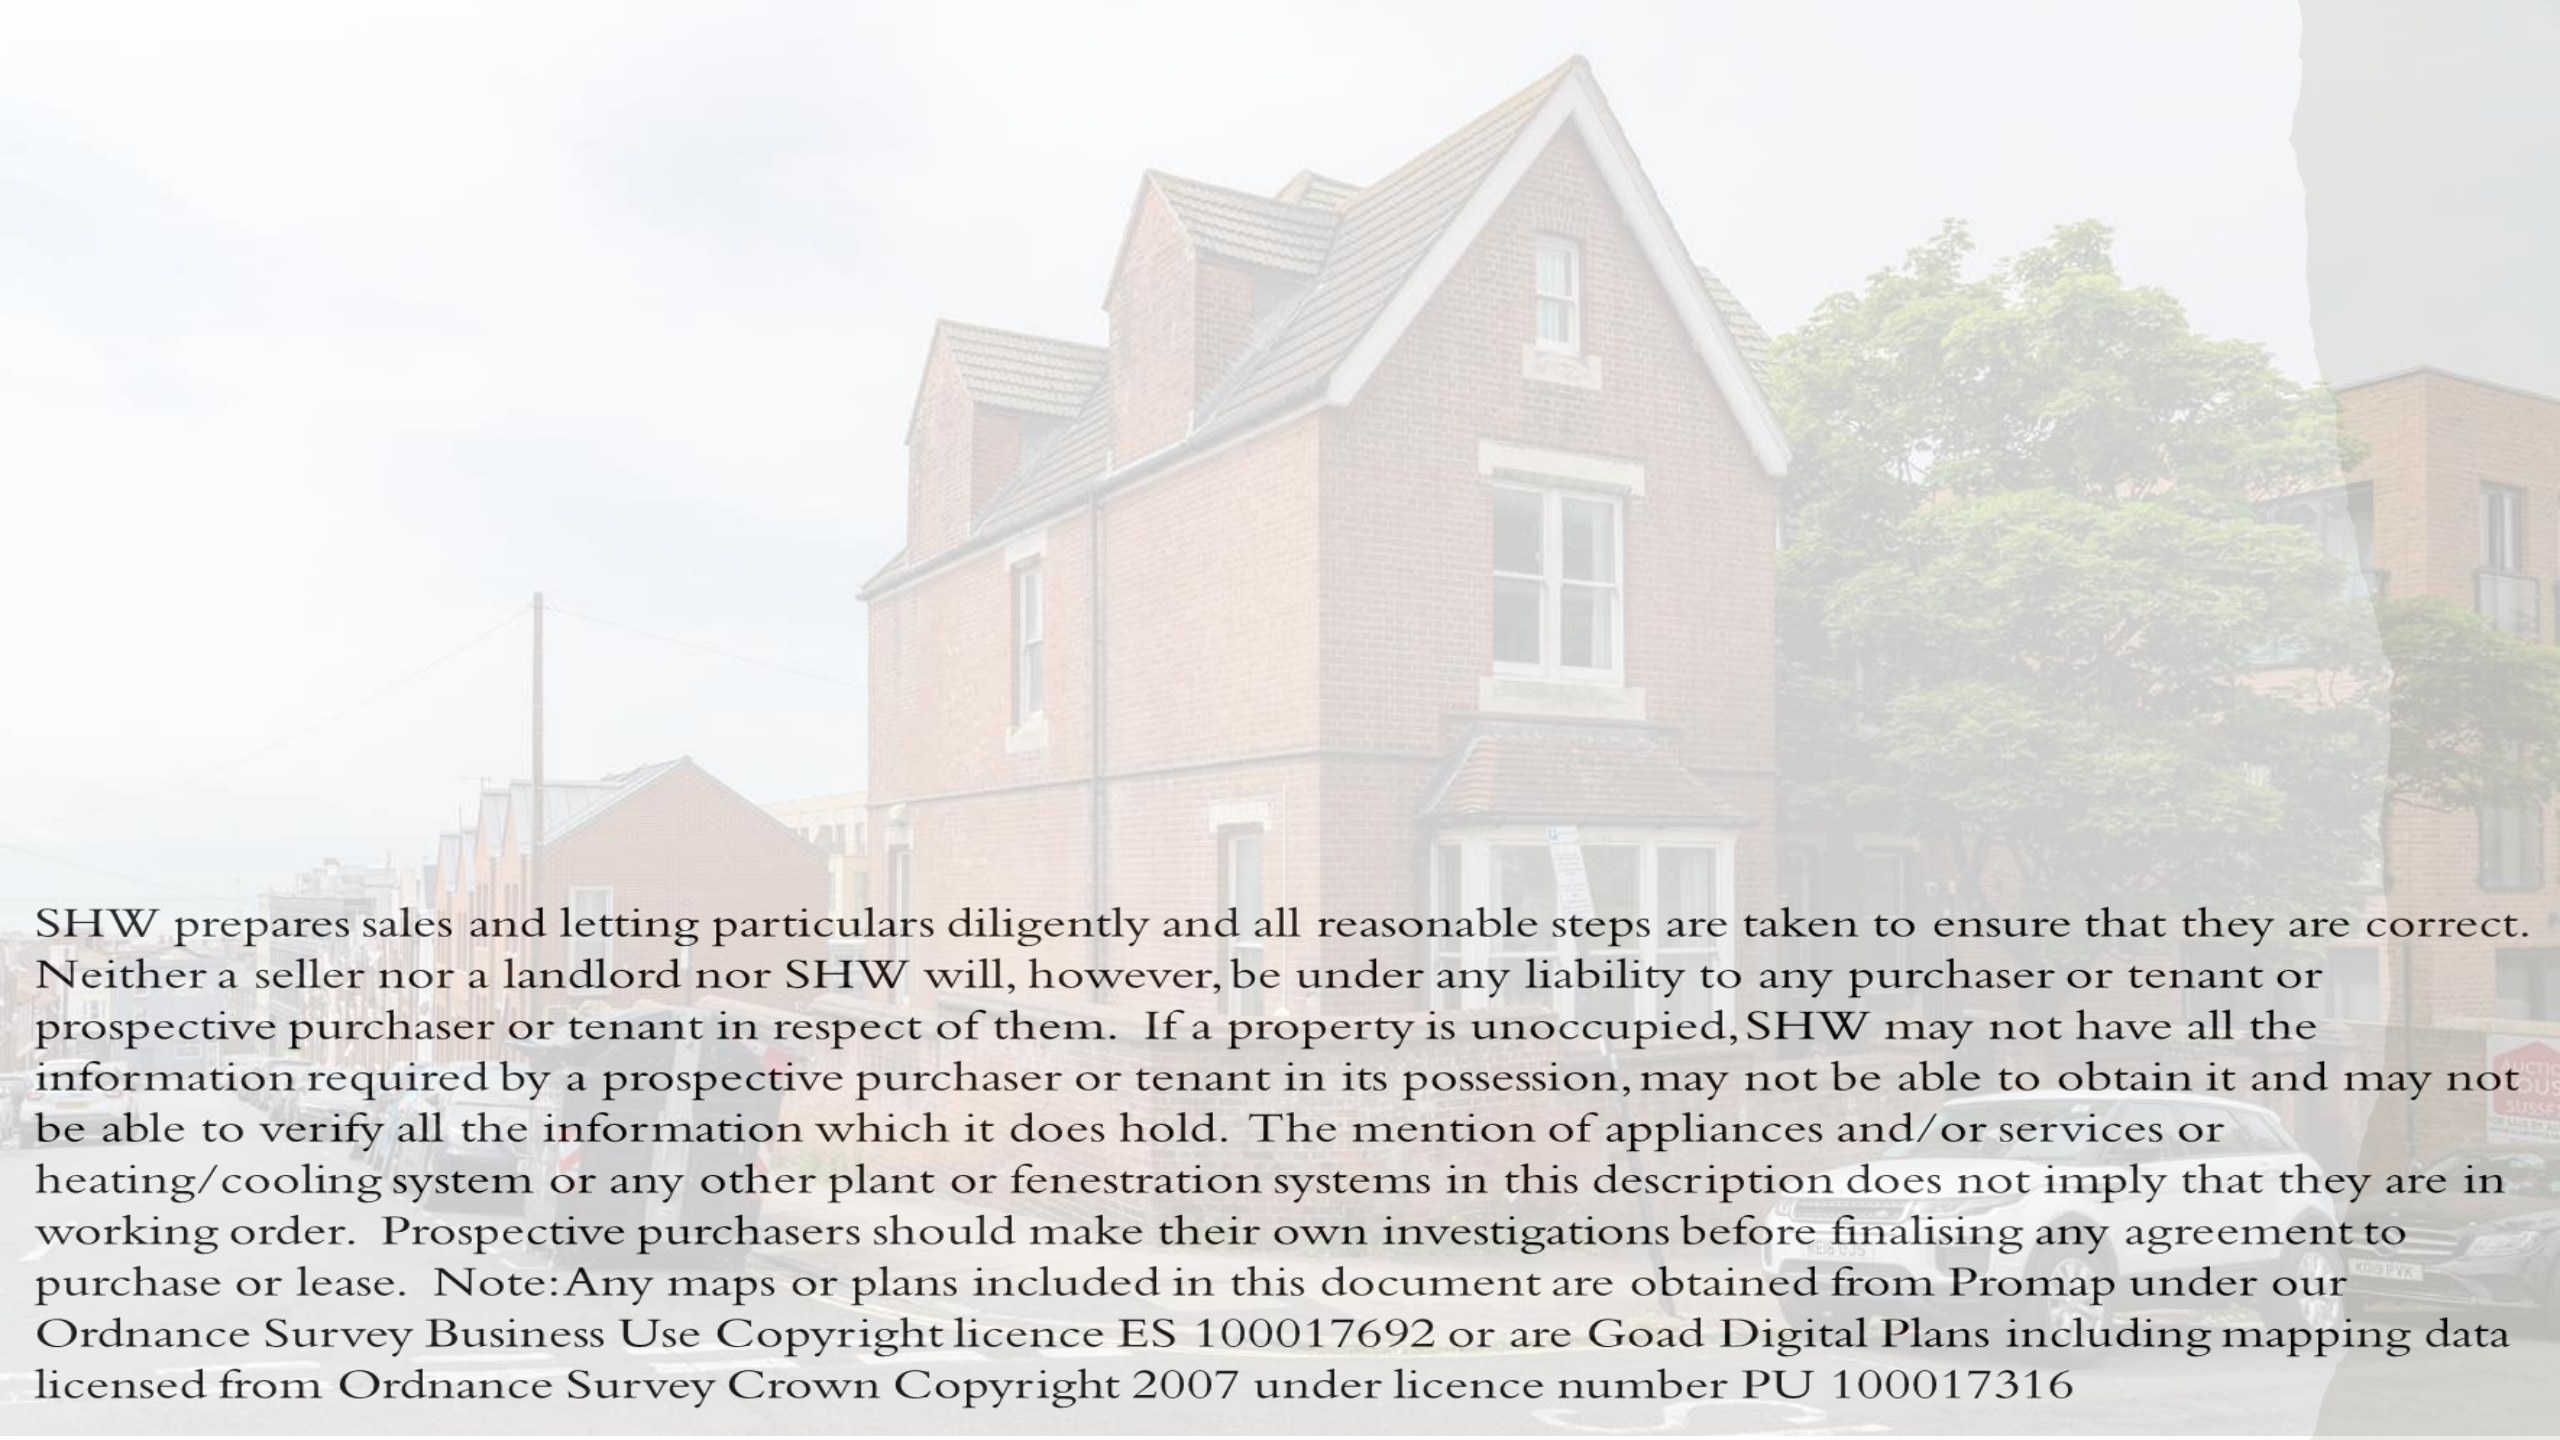 SHW prepares sales and letting particulars diligently and all reasonable steps are taken to ensure that they are correct.
Neither a seller nor a landlord nor SHW will, however, be under any liability to any purchaser or tenant or
prospective purchaser or tenant in respect of them. If a property is unoccupied, SHW may not have all the
information required by a prospective purchaser or tenant in its possession, may not be able to obtain it and may not
be able to verify all the information which it does hold. The mention of appliances and/or services or
heating/cooling system or any other plant or fenestration systems in this description does not imply that they are in
working order. Prospective purchasers should make their own investigations before finalising any agreement to
purchase or lease. Note: Any maps or plans included in this document are obtained from Promap under our
Ordnance Survey Business Use Copyright licence ES 100017692 or are Goad Digital Plans including mapping data
licensed from Ordnance Survey Crown Copyright 2007 under licence number PU 100017316